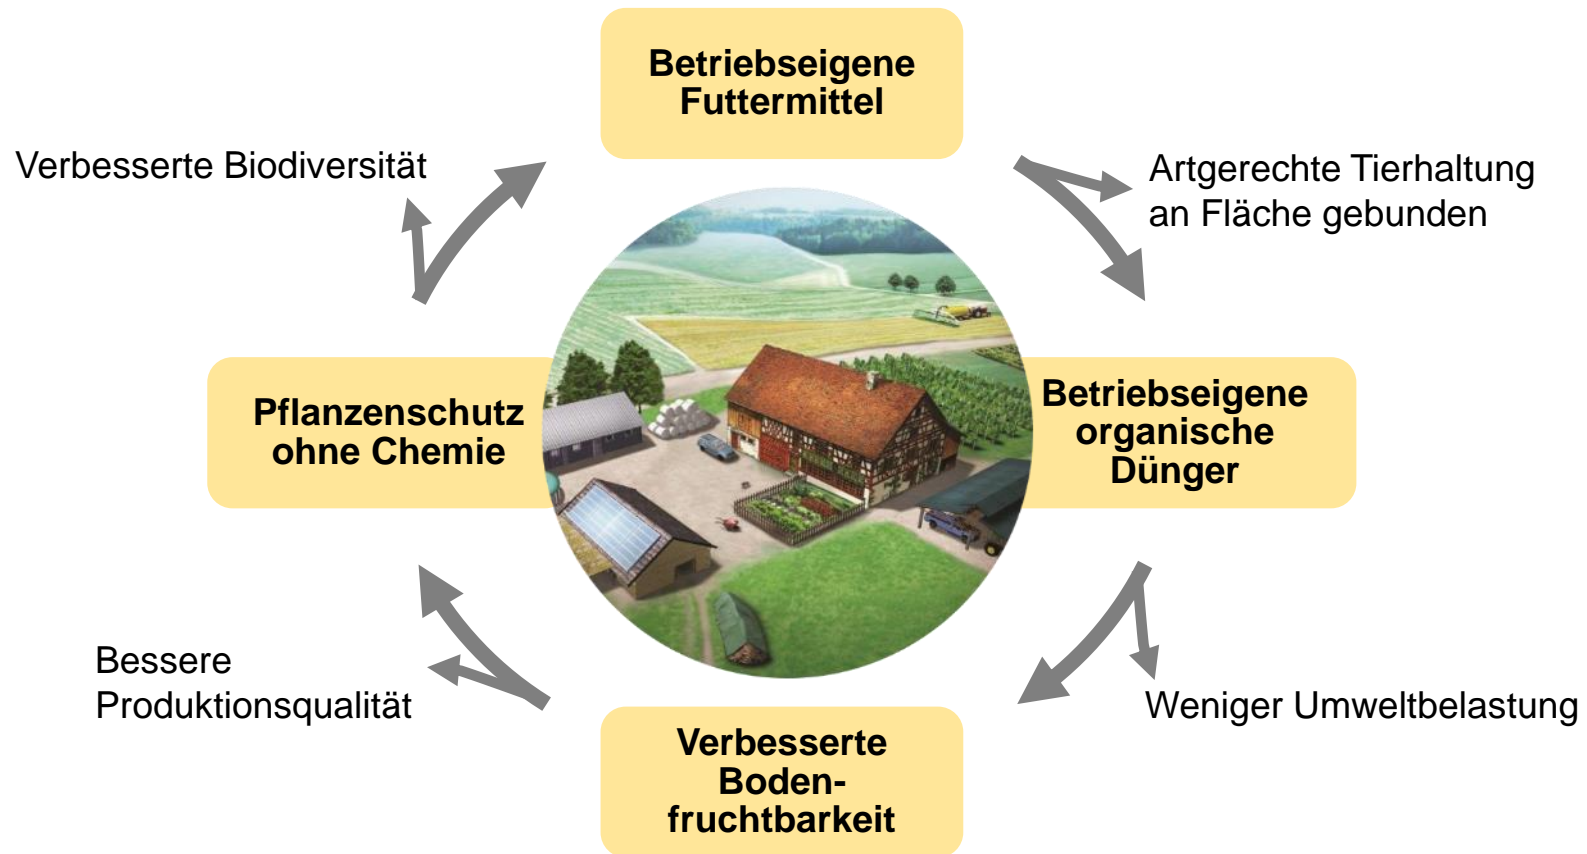 Betriebseigene
Futtermittel
Verbesserte Biodiversität
Artgerechte Tierhaltung
an Fläche gebunden
Pflanzenschutz
ohne Chemie
Betriebseigene
organische
Dünger
Bessere
Produktionsqualität
Weniger Umweltbelastung
Verbesserte
Boden-
fruchtbarkeit